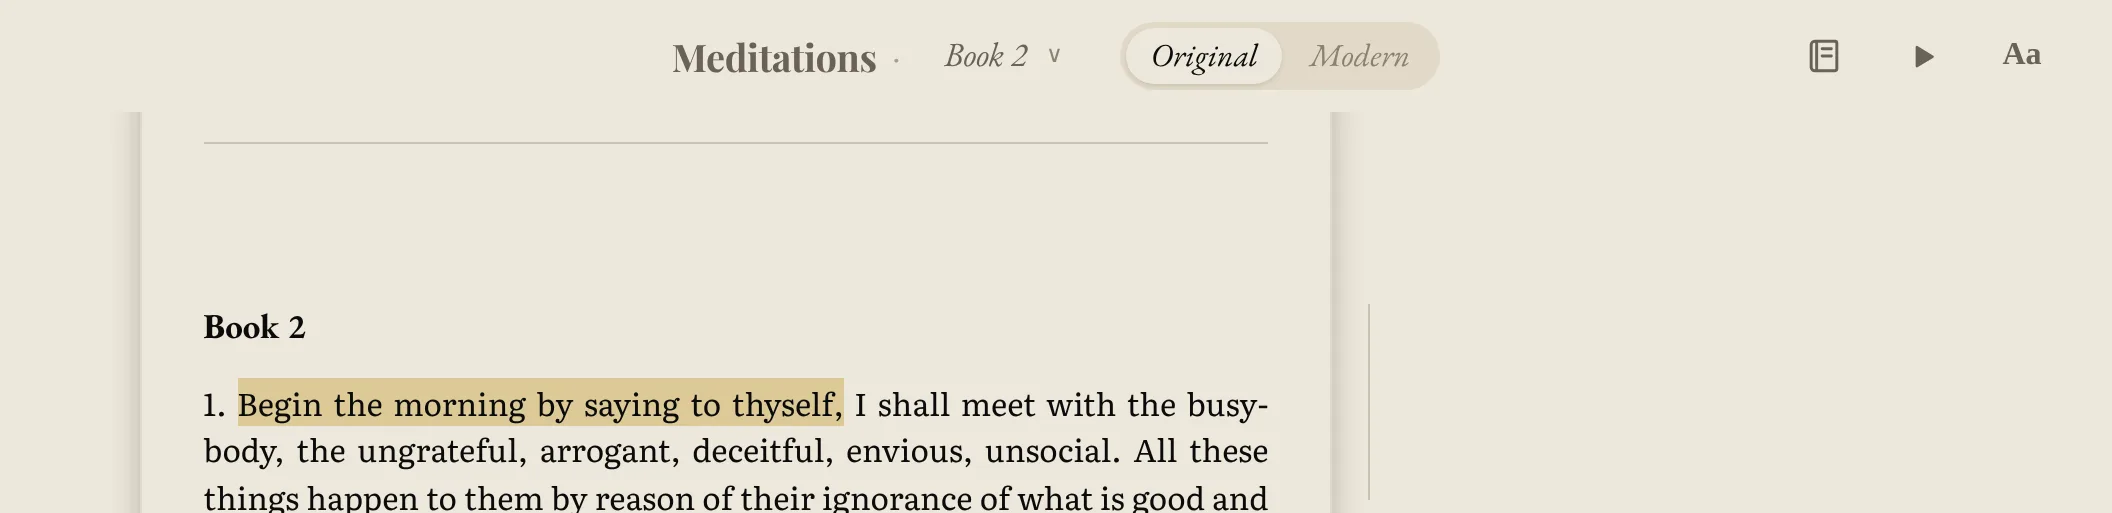 Meditations · Book 2 ∨ Original Modern Aa
Book 2
1. Begin the morning by saying to thyself, I shall meet with the busy-
body, the ungrateful, arrogant, deceitful, envious, unsocial. All these
things happen to them by reason of their ignorance of what is good and